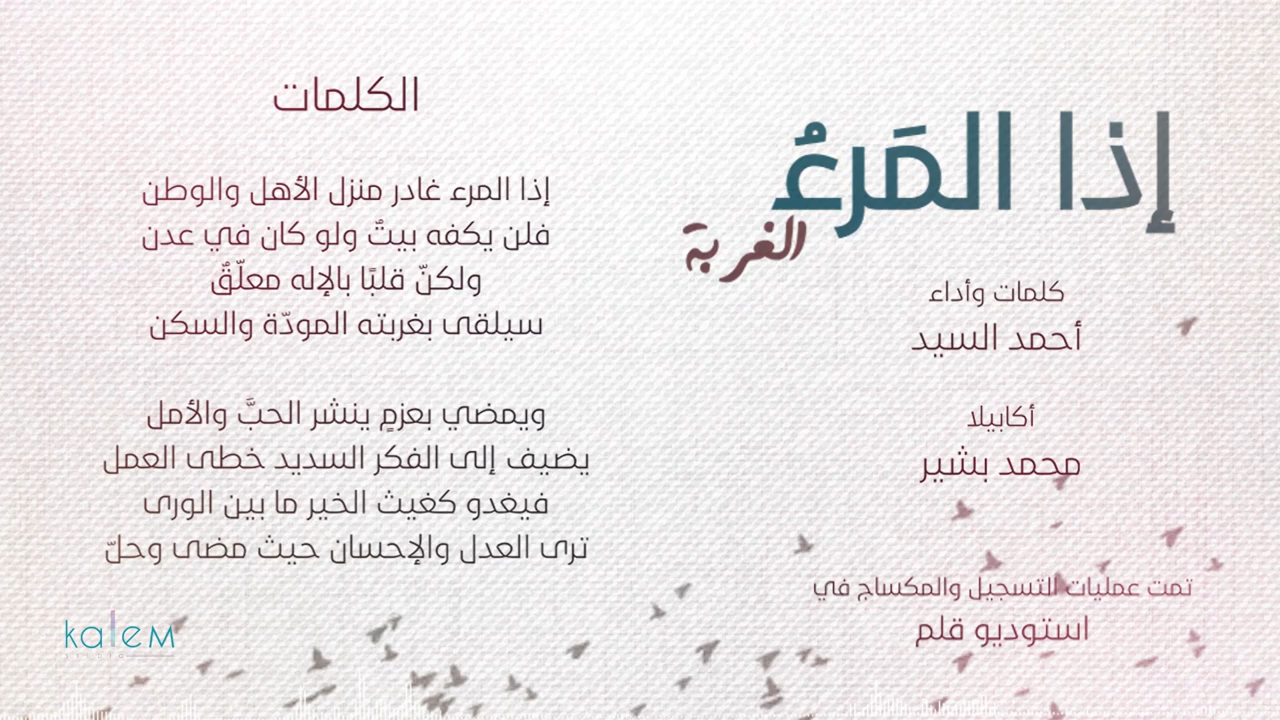 إذا المَرءُ
الغربة
كلمات وأداء
أحمد السيد
أكابيلا
محمد بشير
تمت عمليات التسجيل والمكساج في
استوديو قلم
الكلمات
إذا المرء غادر منزل الأهل والوطن
فلن يكفه بيتٌ ولو كان في عدن
ولكنّ قلبًا بالإله معلّقٌ
سيلقى بغربته المودّة والسكن
ويمضي بعزمٍ ينشر الحبَّ والأمل
يضيف إلى الفكر السديد خطى العمل
فيغدو كغيث الخير ما بين الورى
ترى العدل والإحسان حيث مضى وحلّ
kalem
STUDIO